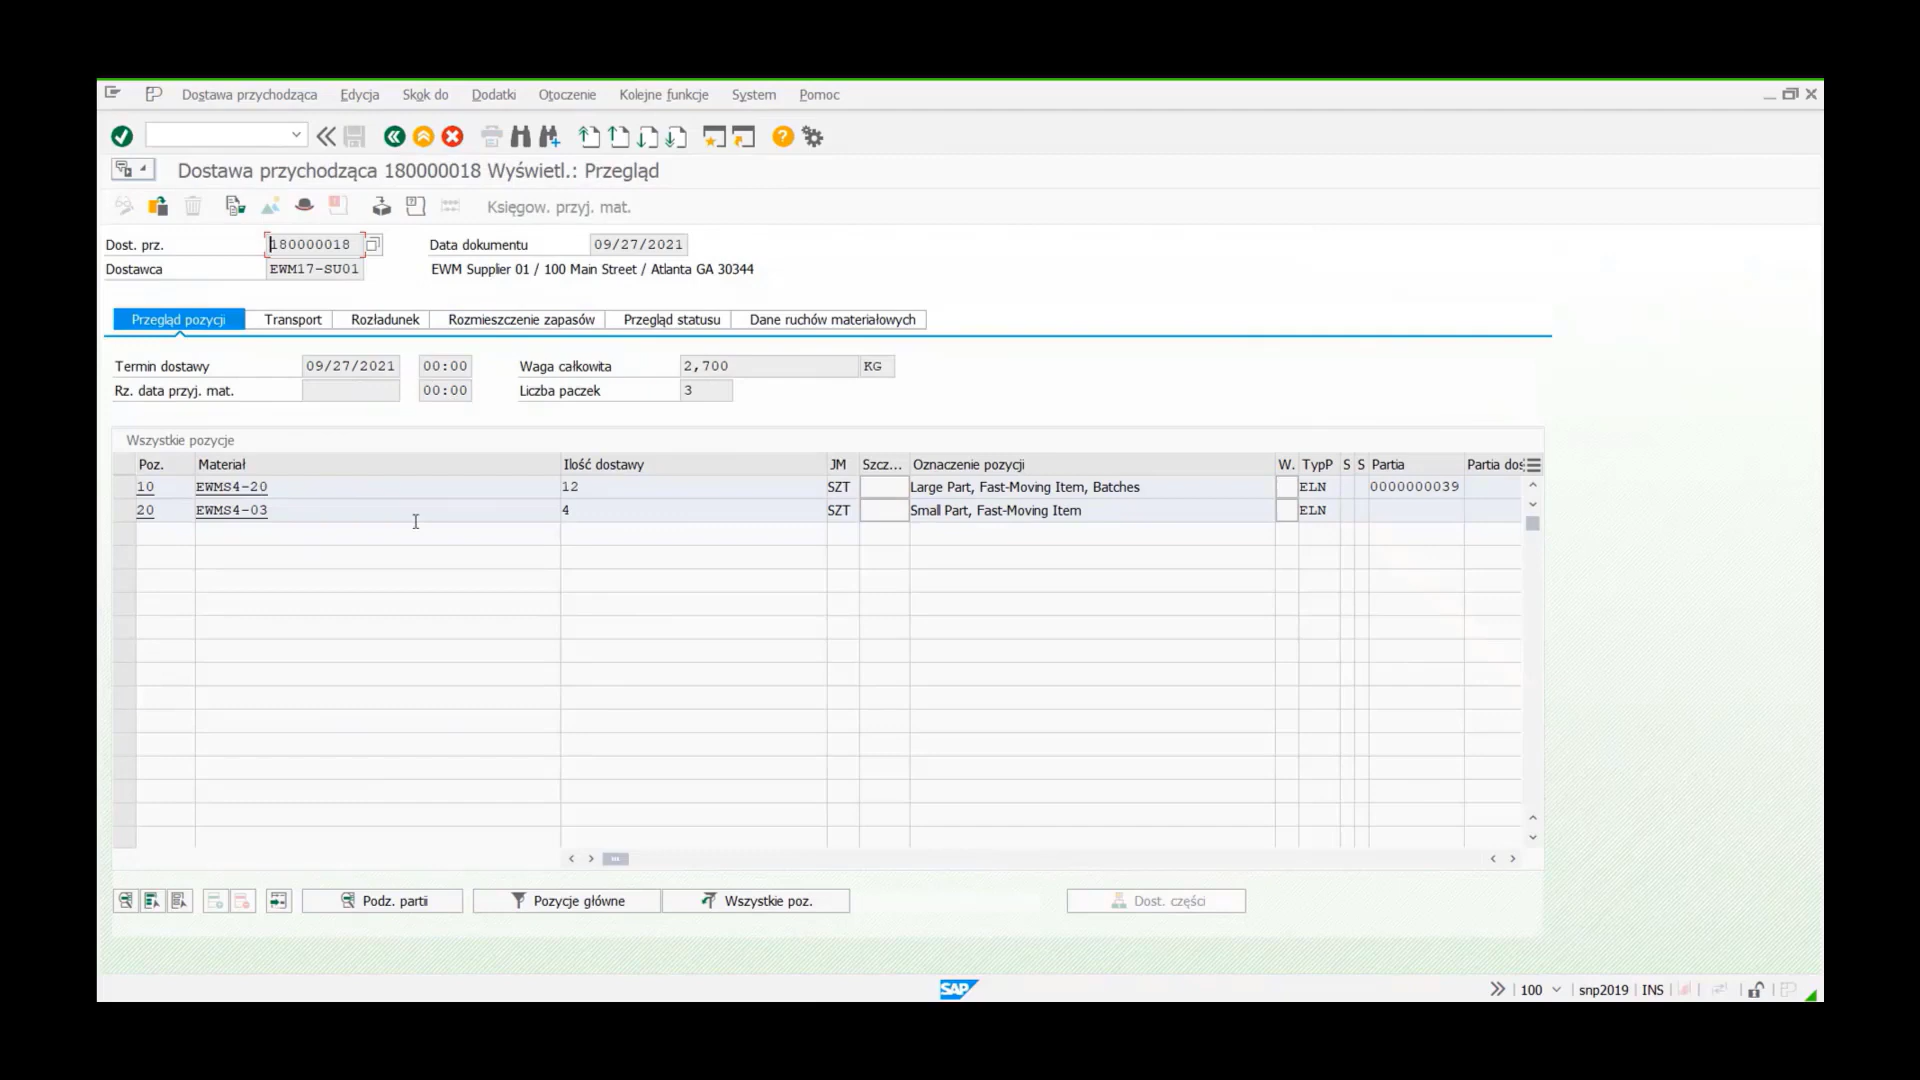 Dostawa przychodząca Edycja Skok do Dodatki Otoczenie Kolejne funkcje System Pomoc
Dostawa przychodząca 180000018 Wyświetl.: Przegląd
Księgow. przyj. mat.
Dost. prz. 180000018 Data dokumentu 09/27/2021
Dostawca EWM17-SU01 EWM Supplier 01 / 100 Main Street / Atlanta GA 30344
Przegląd pozycji Transport Rozładunek Rozmieszczenie zapasów Przegląd statusu Dane ruchów materiałowych
Termin dostawy 09/27/2021 00:00 Waga całkowita 2,700 KG
Rz. data przyj. mat. 00:00 Liczba paczek 3
Wszystkie pozycje
Poz. Materiał Ilość dostawy JM Szcz... Oznaczenie pozycji W. TypP S S Partia Partia dos
10 EWMS4-20 12 SZT Large Part, Fast-Moving Item, Batches ELN 0000000039
20 EWMS4-03 4 SZT Small Part, Fast-Moving Item ELN
Podz. partii Pozycje główne Wszystkie poz. Dost. części
SAP 100 snp2019 INS